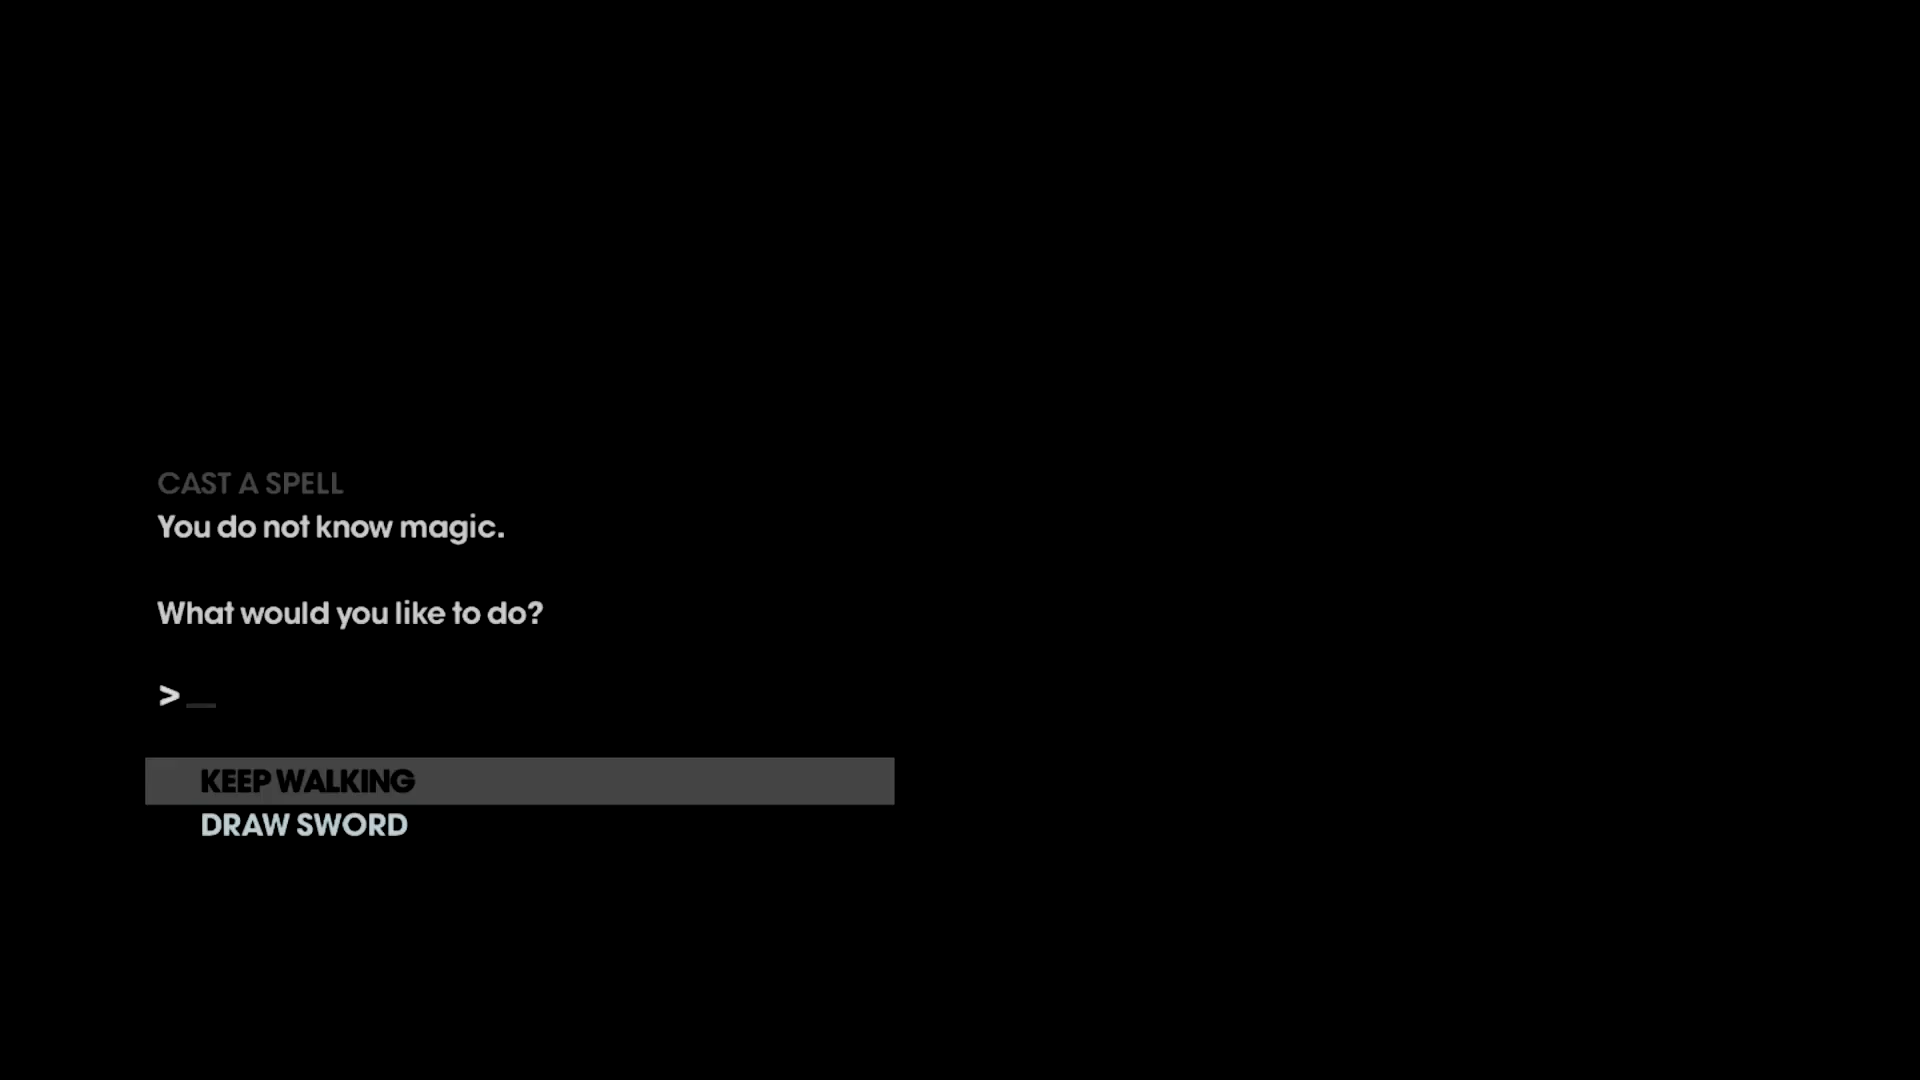 CAST A SPELL
You do not know magic.
What would you like to do?
>_
KEEP WALKING
DRAW SWORD